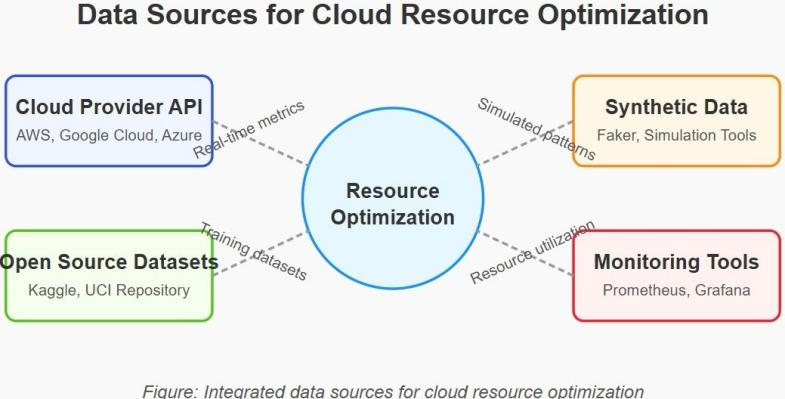 Data Sources for Cloud Resource Optimization
Cloud Provider API
AWS, Google Cloud, Azure
Real-time metrics
Simulated patterns
Synthetic Data
Faker, Simulation Tools
Resource
Optimization
Open Source Datasets
Kaggle, UCI Repository
Training datasets
Resource utilization
Monitoring Tools
Prometheus, Grafana
Figure: Integrated data sources for cloud resource optimization